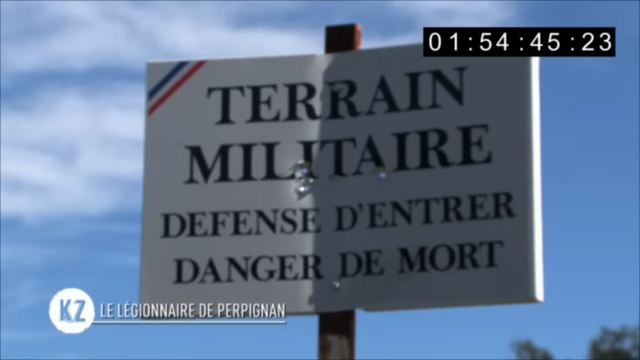 01:54:45:23
TERRAIN
MILITAIRE
DEFENSE D'ENTRER
DANGER DE MORT
KZ
LE LÉGIONNAIRE DE PERPIGNAN